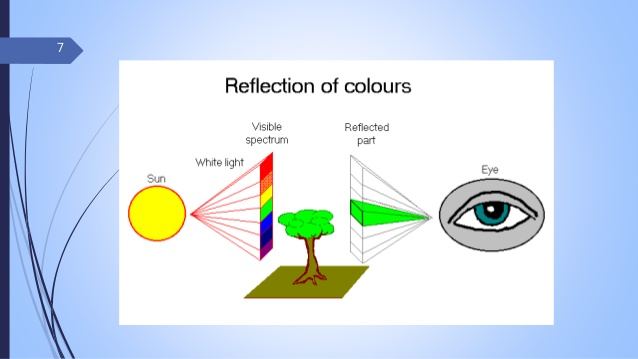 7
Reflection of colours
Visible
spectrum
Reflected
part
White light
Sun
Eye